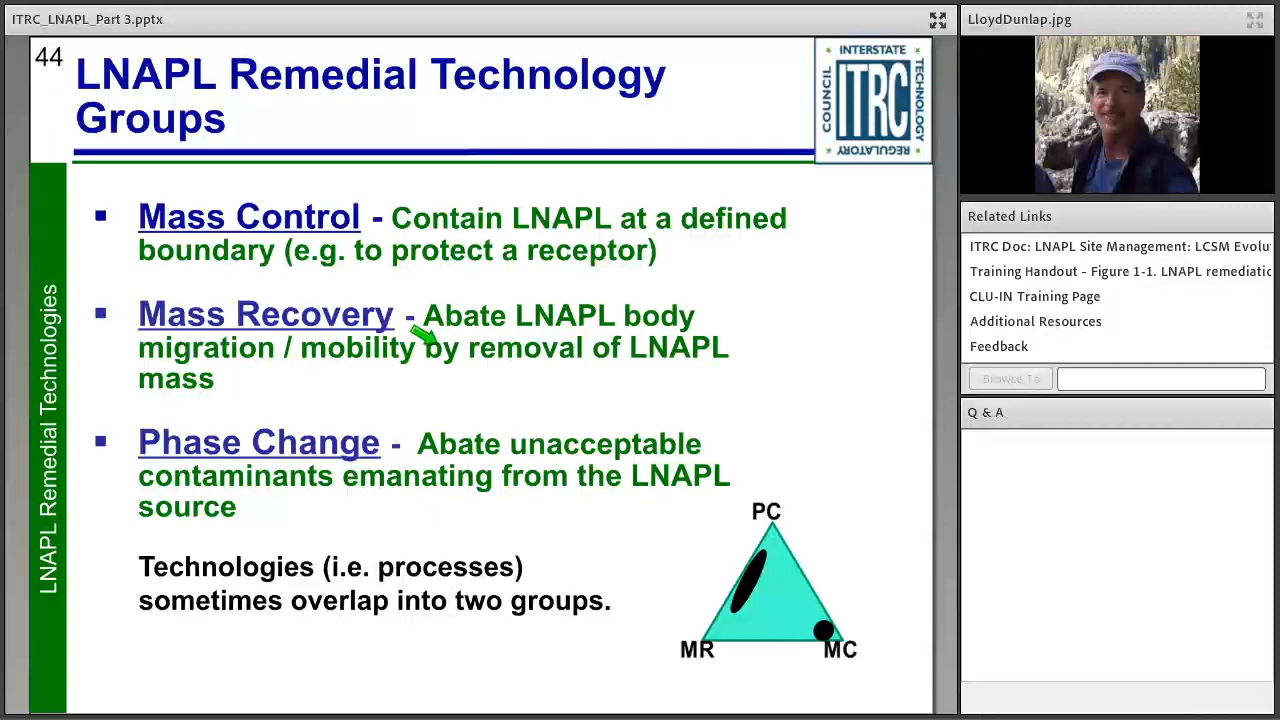 ITRC_LNAPL_Part 3.pptx
44
LNAPL Remedial Technology
Groups
INTERSTATE
COUNCIL
ITRC
TECHNOLOGY
REGULATORY
LNAPL Remedial Technologies
▪ Mass Control - Contain LNAPL at a defined
boundary (e.g. to protect a receptor)
▪ Mass Recovery - Abate LNAPL body
migration / mobility by removal of LNAPL
mass
▪ Phase Change - Abate unacceptable
contaminants emanating from the LNAPL
source
Technologies (i.e. processes)
sometimes overlap into two groups.
PC
MR
MC
LloydDunlap.jpg
Related Links
ITRC Doc: LNAPL Site Management: LCSM Evolu
Training Handout - Figure 1-1. LNAPL remediatic
CLU-IN Training Page
Additional Resources
Feedback
Browse To
Q & A